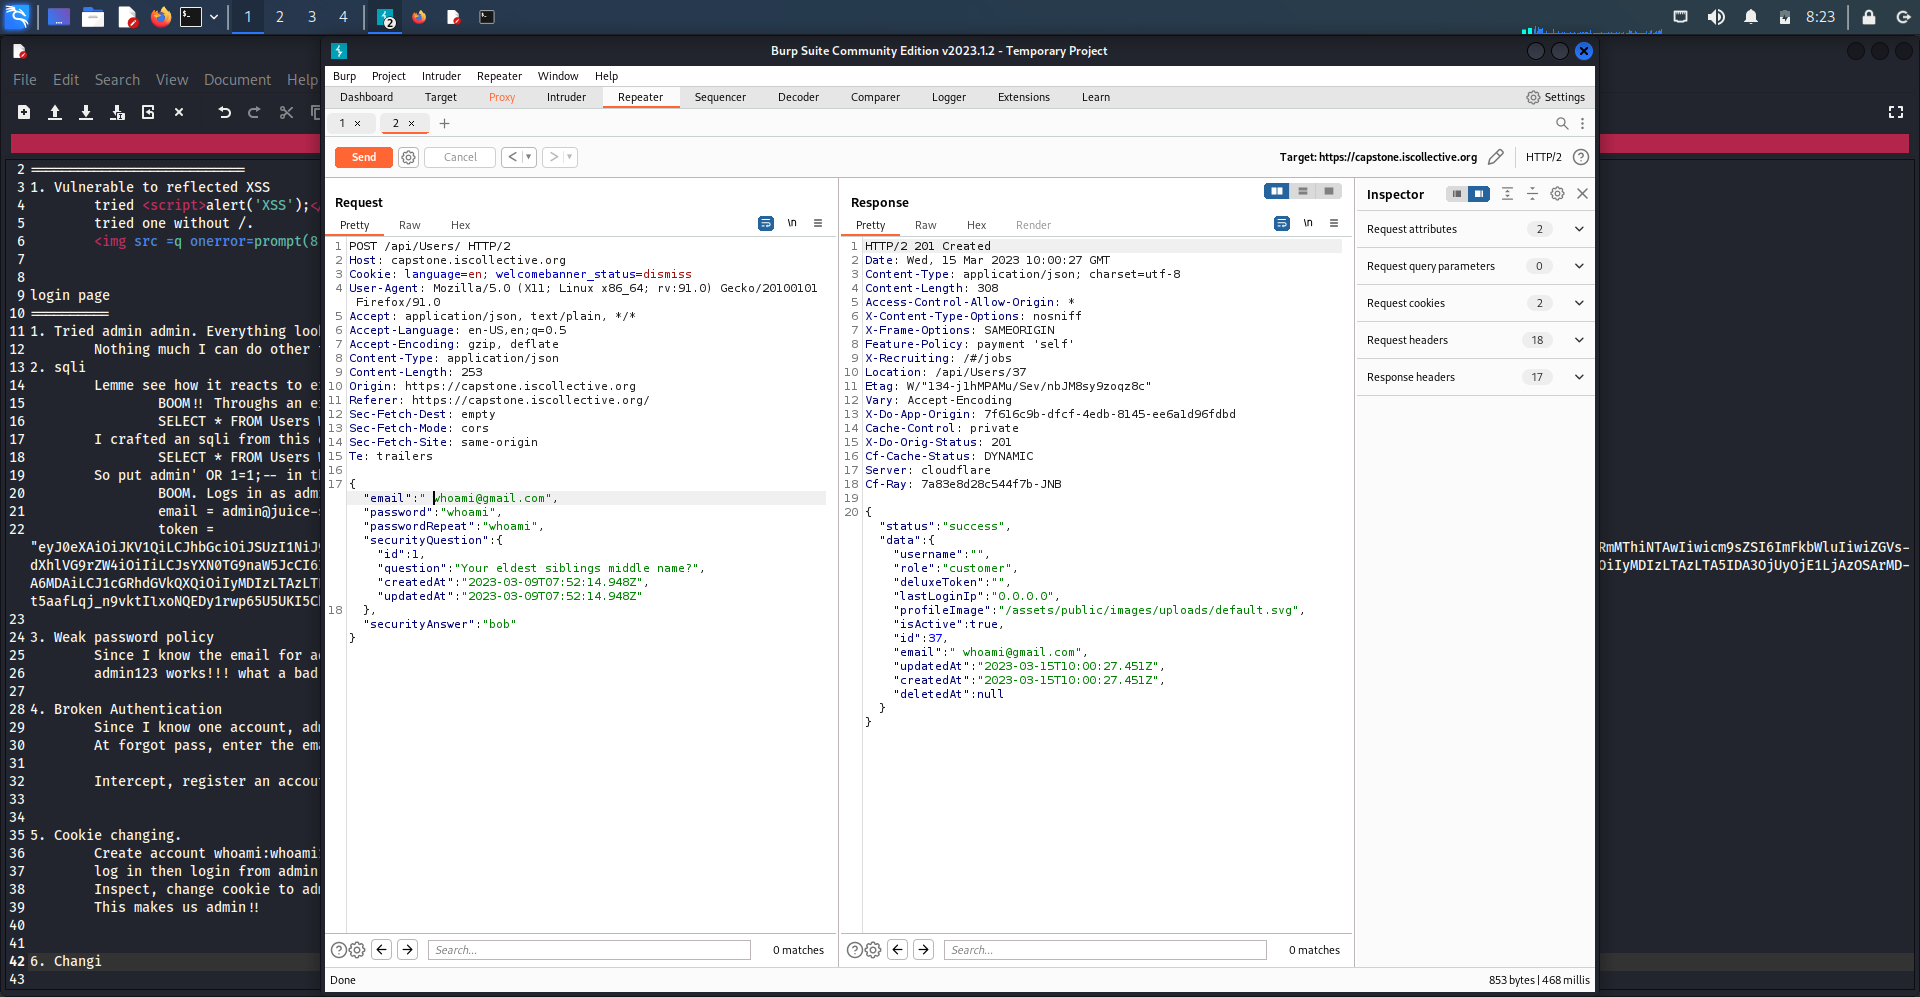 1 2 3 4 2 8:23
Burp Suite Community Edition v2023.1.2 - Temporary Project
File Edit Search View Document Help
Burp Project Intruder Repeater Window Help
Dashboard Target Proxy Intruder Repeater Sequencer Decoder Comparer Logger Extensions Learn Settings
1 × 2 × +
Send Cancel < > Target: https://capstone.iscollective.org HTTP/2
2 ===========================
3 1. Vulnerable to reflected XSS
4 tried <script>alert('XSS');</
5 tried one without /.
6 <img src =q onerror=prompt(8
7
8
9 login page
10 ==========
11 1. Tried admin admin. Everything loo
12 Nothing much I can do other
13 2. sqli
14 Lemme see how it reacts to e
15 BOOM!! Throughs an e
16 SELECT * FROM Users
17 I crafted an sqli from this
18 SELECT * FROM Users
19 So put admin' OR 1=1;-- in th
20 BOOM. Logs in as adm
21 email = admin@juice-
22 token =
23
24 3. Weak password policy
25 Since I know the email for a
26 admin123 works!!! what a bad
27
28 4. Broken Authentication
29 Since I know one account, ad
30 At forgot pass, enter the em
31
32 Intercept, register an accou
33
34
35 5. Cookie changing.
36 Create account whoami:whoami
37 log in then login from admin
38 Inspect, change cookie to ad
39 This makes us admin!!
40
41
42 6. Changi
43
Request
Pretty Raw Hex \n
1 POST /api/Users/ HTTP/2
2 Host: capstone.iscollective.org
3 Cookie: language=en; welcomebanner_status=dismiss
4 User-Agent: Mozilla/5.0 (X11; Linux x86_64; rv:91.0) Gecko/20100101
Firefox/91.0
5 Accept: application/json, text/plain, */*
6 Accept-Language: en-US,en;q=0.5
7 Accept-Encoding: gzip, deflate
8 Content-Type: application/json
9 Content-Length: 253
10 Origin: https://capstone.iscollective.org
11 Referer: https://capstone.iscollective.org/
12 Sec-Fetch-Dest: empty
13 Sec-Fetch-Mode: cors
14 Sec-Fetch-Site: same-origin
15 Te: trailers
16
17 {
"email":" whoami@gmail.com",
"password":"whoami",
"passwordRepeat":"whoami",
"securityQuestion":{
"id":1,
"question":"Your eldest siblings middle name?",
"createdAt":"2023-03-09T07:52:14.948Z",
"updatedAt":"2023-03-09T07:52:14.948Z"
18 },
"securityAnswer":"bob"
}
Search... 0 matches
Response
Pretty Raw Hex Render \n
1 HTTP/2 201 Created
2 Date: Wed, 15 Mar 2023 10:00:27 GMT
3 Content-Type: application/json; charset=utf-8
4 Content-Length: 308
5 Access-Control-Allow-Origin: *
6 X-Content-Type-Options: nosniff
7 X-Frame-Options: SAMEORIGIN
8 Feature-Policy: payment 'self'
9 X-Recruiting: /#/jobs
10 Location: /api/Users/37
11 Etag: W/"134-j1hMPAMu/Sev/nbJM8sy9zoqz8c"
12 Vary: Accept-Encoding
13 X-Do-App-Origin: 7f616c9b-dfcf-4edb-8145-ee6a1d96fdbd
14 Cache-Control: private
15 X-Do-Orig-Status: 201
16 Cf-Cache-Status: DYNAMIC
17 Server: cloudflare
18 Cf-Ray: 7a83e8d28c544f7b-JNB
19
20 {
"status":"success",
"data":{
"username":"",
"role":"customer",
"deluxeToken":"",
"lastLoginIp":"0.0.0.0",
"profileImage":"/assets/public/images/uploads/default.svg",
"isActive":true,
"id":37,
"email":" whoami@gmail.com",
"updatedAt":"2023-03-15T10:00:27.451Z",
"createdAt":"2023-03-15T10:00:27.451Z",
"deletedAt":null
}
}
Search... 0 matches
Inspector
Request attributes 2
Request query parameters 0
Request cookies 2
Request headers 18
Response headers 17
Done 853 bytes | 468 millis